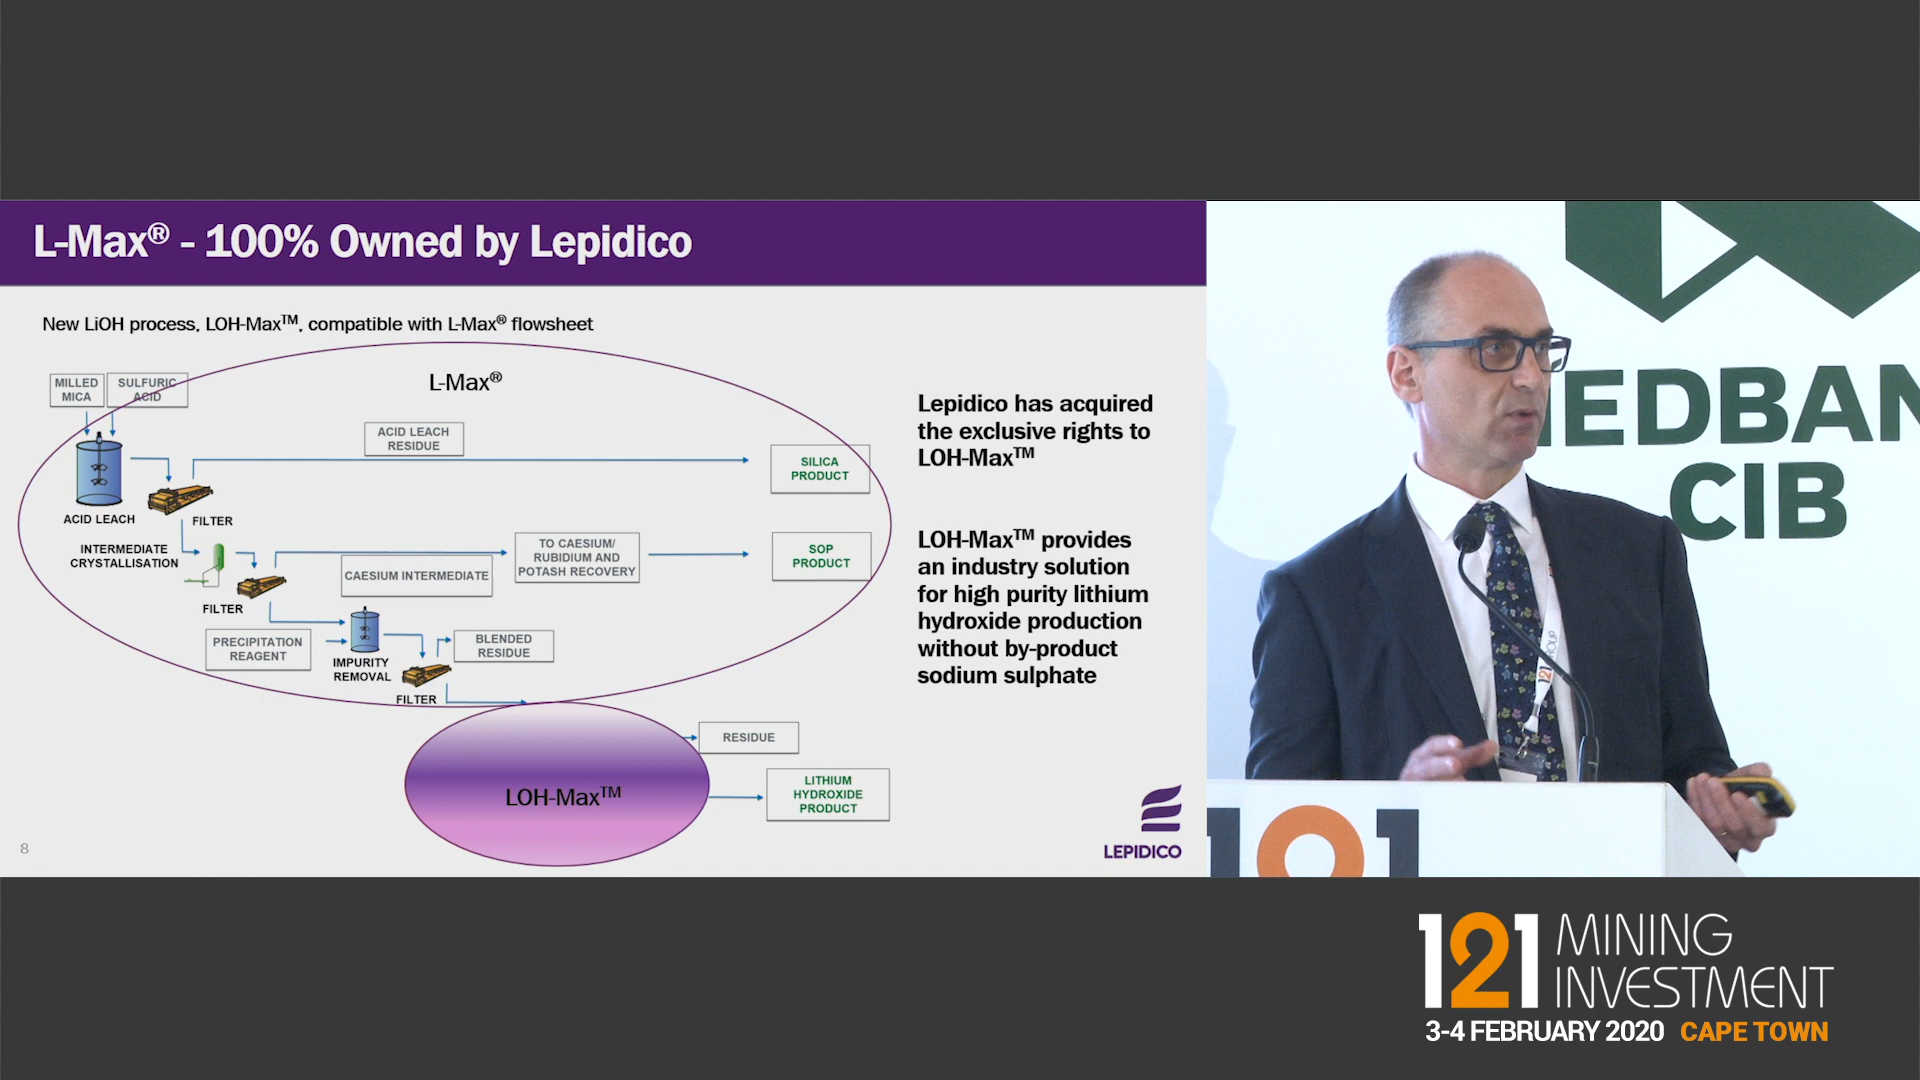 L-Max® - 100% Owned by Lepidico
New LiOH process, LOH-Max™, compatible with L-Max® flowsheet
L-Max®
MILLED
MICA
SULFURIC
ACID
ACID LEACH
RESIDUE
SILICA
PRODUCT
ACID LEACH
FILTER
INTERMEDIATE
CRYSTALLISATION
TO CAESIUM/
RUBIDIUM AND
POTASH RECOVERY
SOP
PRODUCT
CAESIUM INTERMEDIATE
FILTER
PRECIPITATION
REAGENT
IMPURITY
REMOVAL
BLENDED
RESIDUE
FILTER
LOH-Max™
RESIDUE
LITHIUM
HYDROXIDE
PRODUCT
Lepidico has acquired
the exclusive rights to
LOH-Max™
LOH-Max™ provides
an industry solution
for high purity lithium
hydroxide production
without by-product
sodium sulphate
LEPIDICO
8
EDBAN
CIB
121
GROUP
121
121 MINING
INVESTMENT
3-4 FEBRUARY 2020 CAPE TOWN